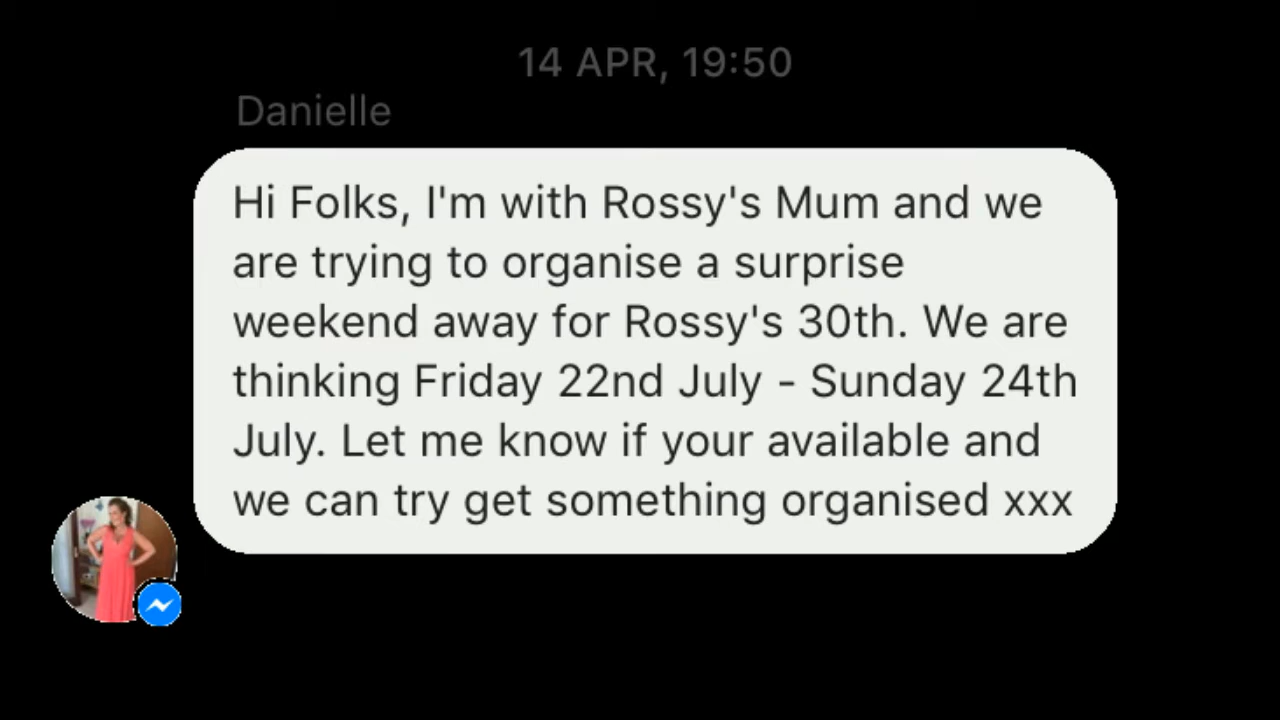 14 APR, 19:50
Danielle
Hi Folks, I'm with Rossy's Mum and we
are trying to organise a surprise
weekend away for Rossy's 30th. We are
thinking Friday 22nd July - Sunday 24th
July. Let me know if your available and
we can try get something organised xxx